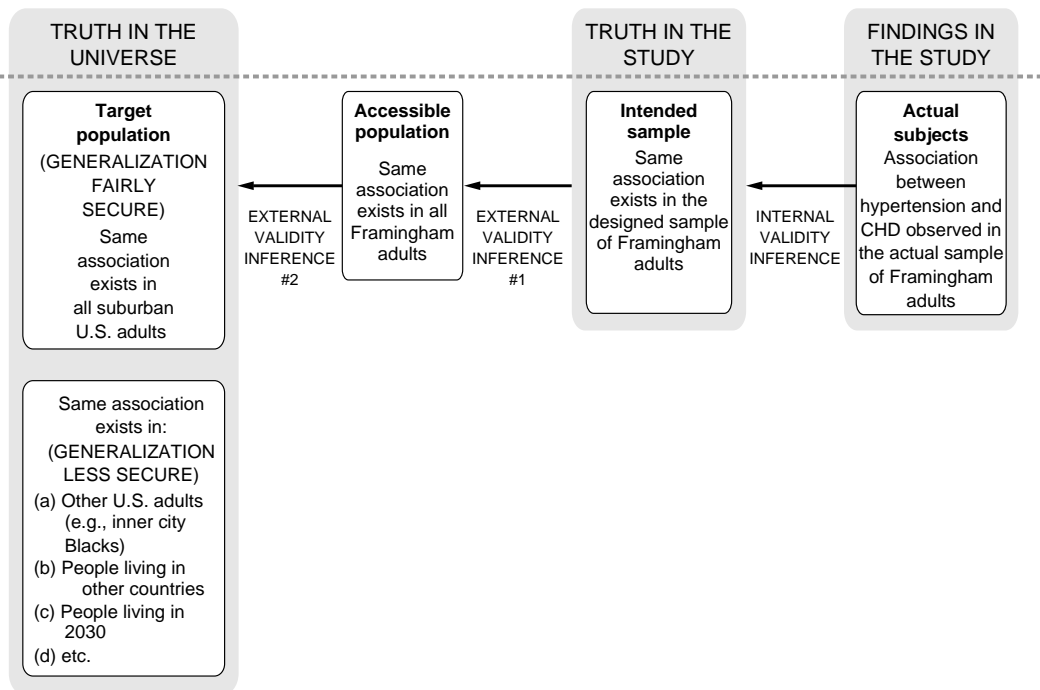 TRUTH IN THE
UNIVERSE
TRUTH IN THE
STUDY
FINDINGS IN
THE STUDY
Target
population
(GENERALIZATION
FAIRLY
SECURE)
Same
association
exists in
all suburban
U.S. adults
EXTERNAL
VALIDITY
INFERENCE
#2
Accessible
population
Same
association
exists in all
Framingham
adults
EXTERNAL
VALIDITY
INFERENCE
#1
Intended
sample
Same
association
exists in the
designed sample
of Framingham
adults
INTERNAL
VALIDITY
INFERENCE
Actual
subjects
Association
between
hypertension and
CHD observed in
the actual sample
of Framingham
adults
Same association
exists in:
(GENERALIZATION
LESS SECURE)
(a) Other U.S. adults
(e.g., inner city
Blacks)
(b) People living in
other countries
(c) People living in
2030
(d) etc.